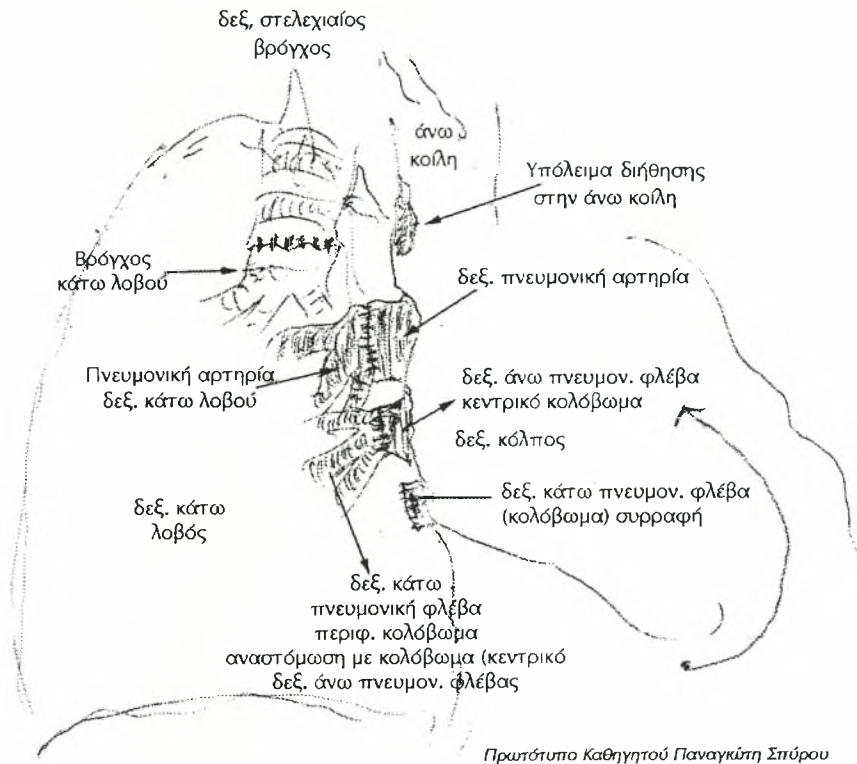 δεξ, στελεχιαίος
βρόγχος
άνω
κοίλη
Υπόλειμα διήθησης
στην άνω κοίλη
Βρόγχος
κάτω λοβού
δεξ. πνευμονική αρτηρία
Πνευμονική αρτηρία
δεξ. κάτω λοβού
δεξ. άνω πνευμον. φλέβα
κεντρικό κολόβωμα
δεξ. κόλπος
δεξ. κάτω πνευμον. φλέβα
(κολόβωμα) συρραφή
δεξ. κάτω
λοβός
δεξ. κάτω
πνευμονική φλέβα
περιφ. κολόβωμα
αναστόμωση με κολόβωμα (κεντρικό
δεξ. άνω πνευμον. φλέβας
Πρωτότυπο Καθηγητού Παναγιώτη Σπύρου